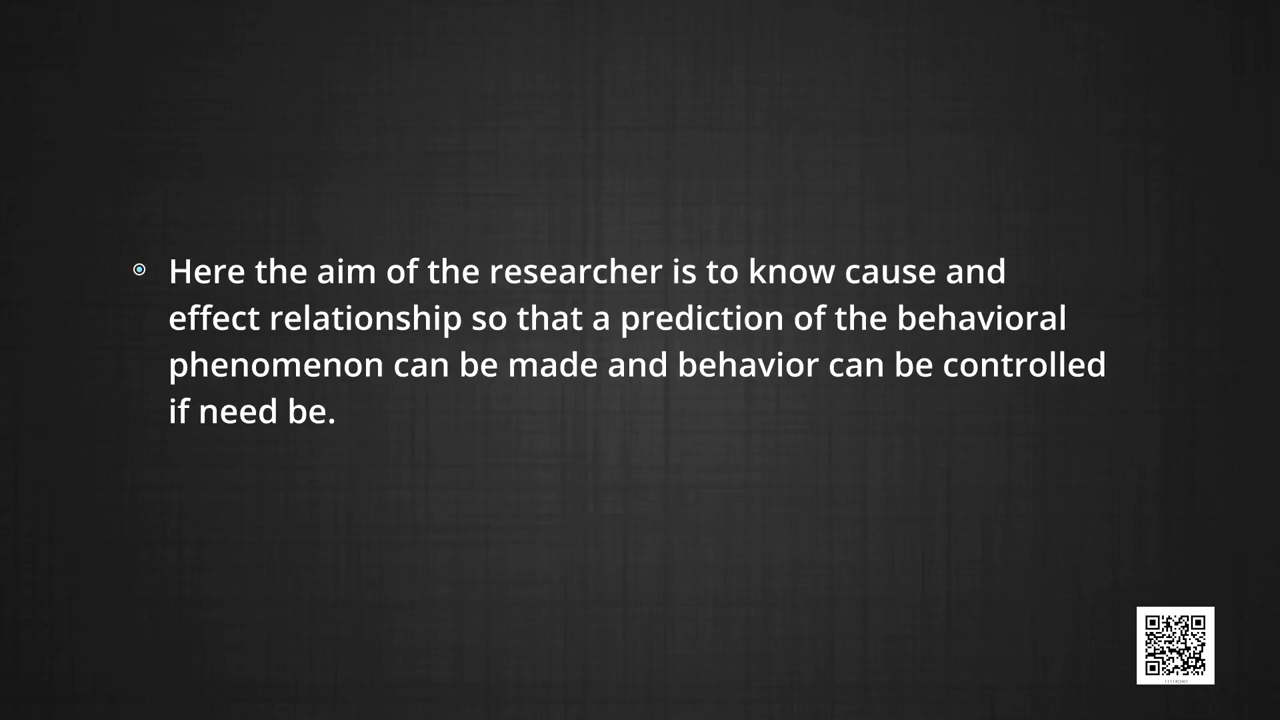 Here the aim of the researcher is to know cause and
effect relationship so that a prediction of the behavioral
phenomenon can be made and behavior can be controlled
if need be.